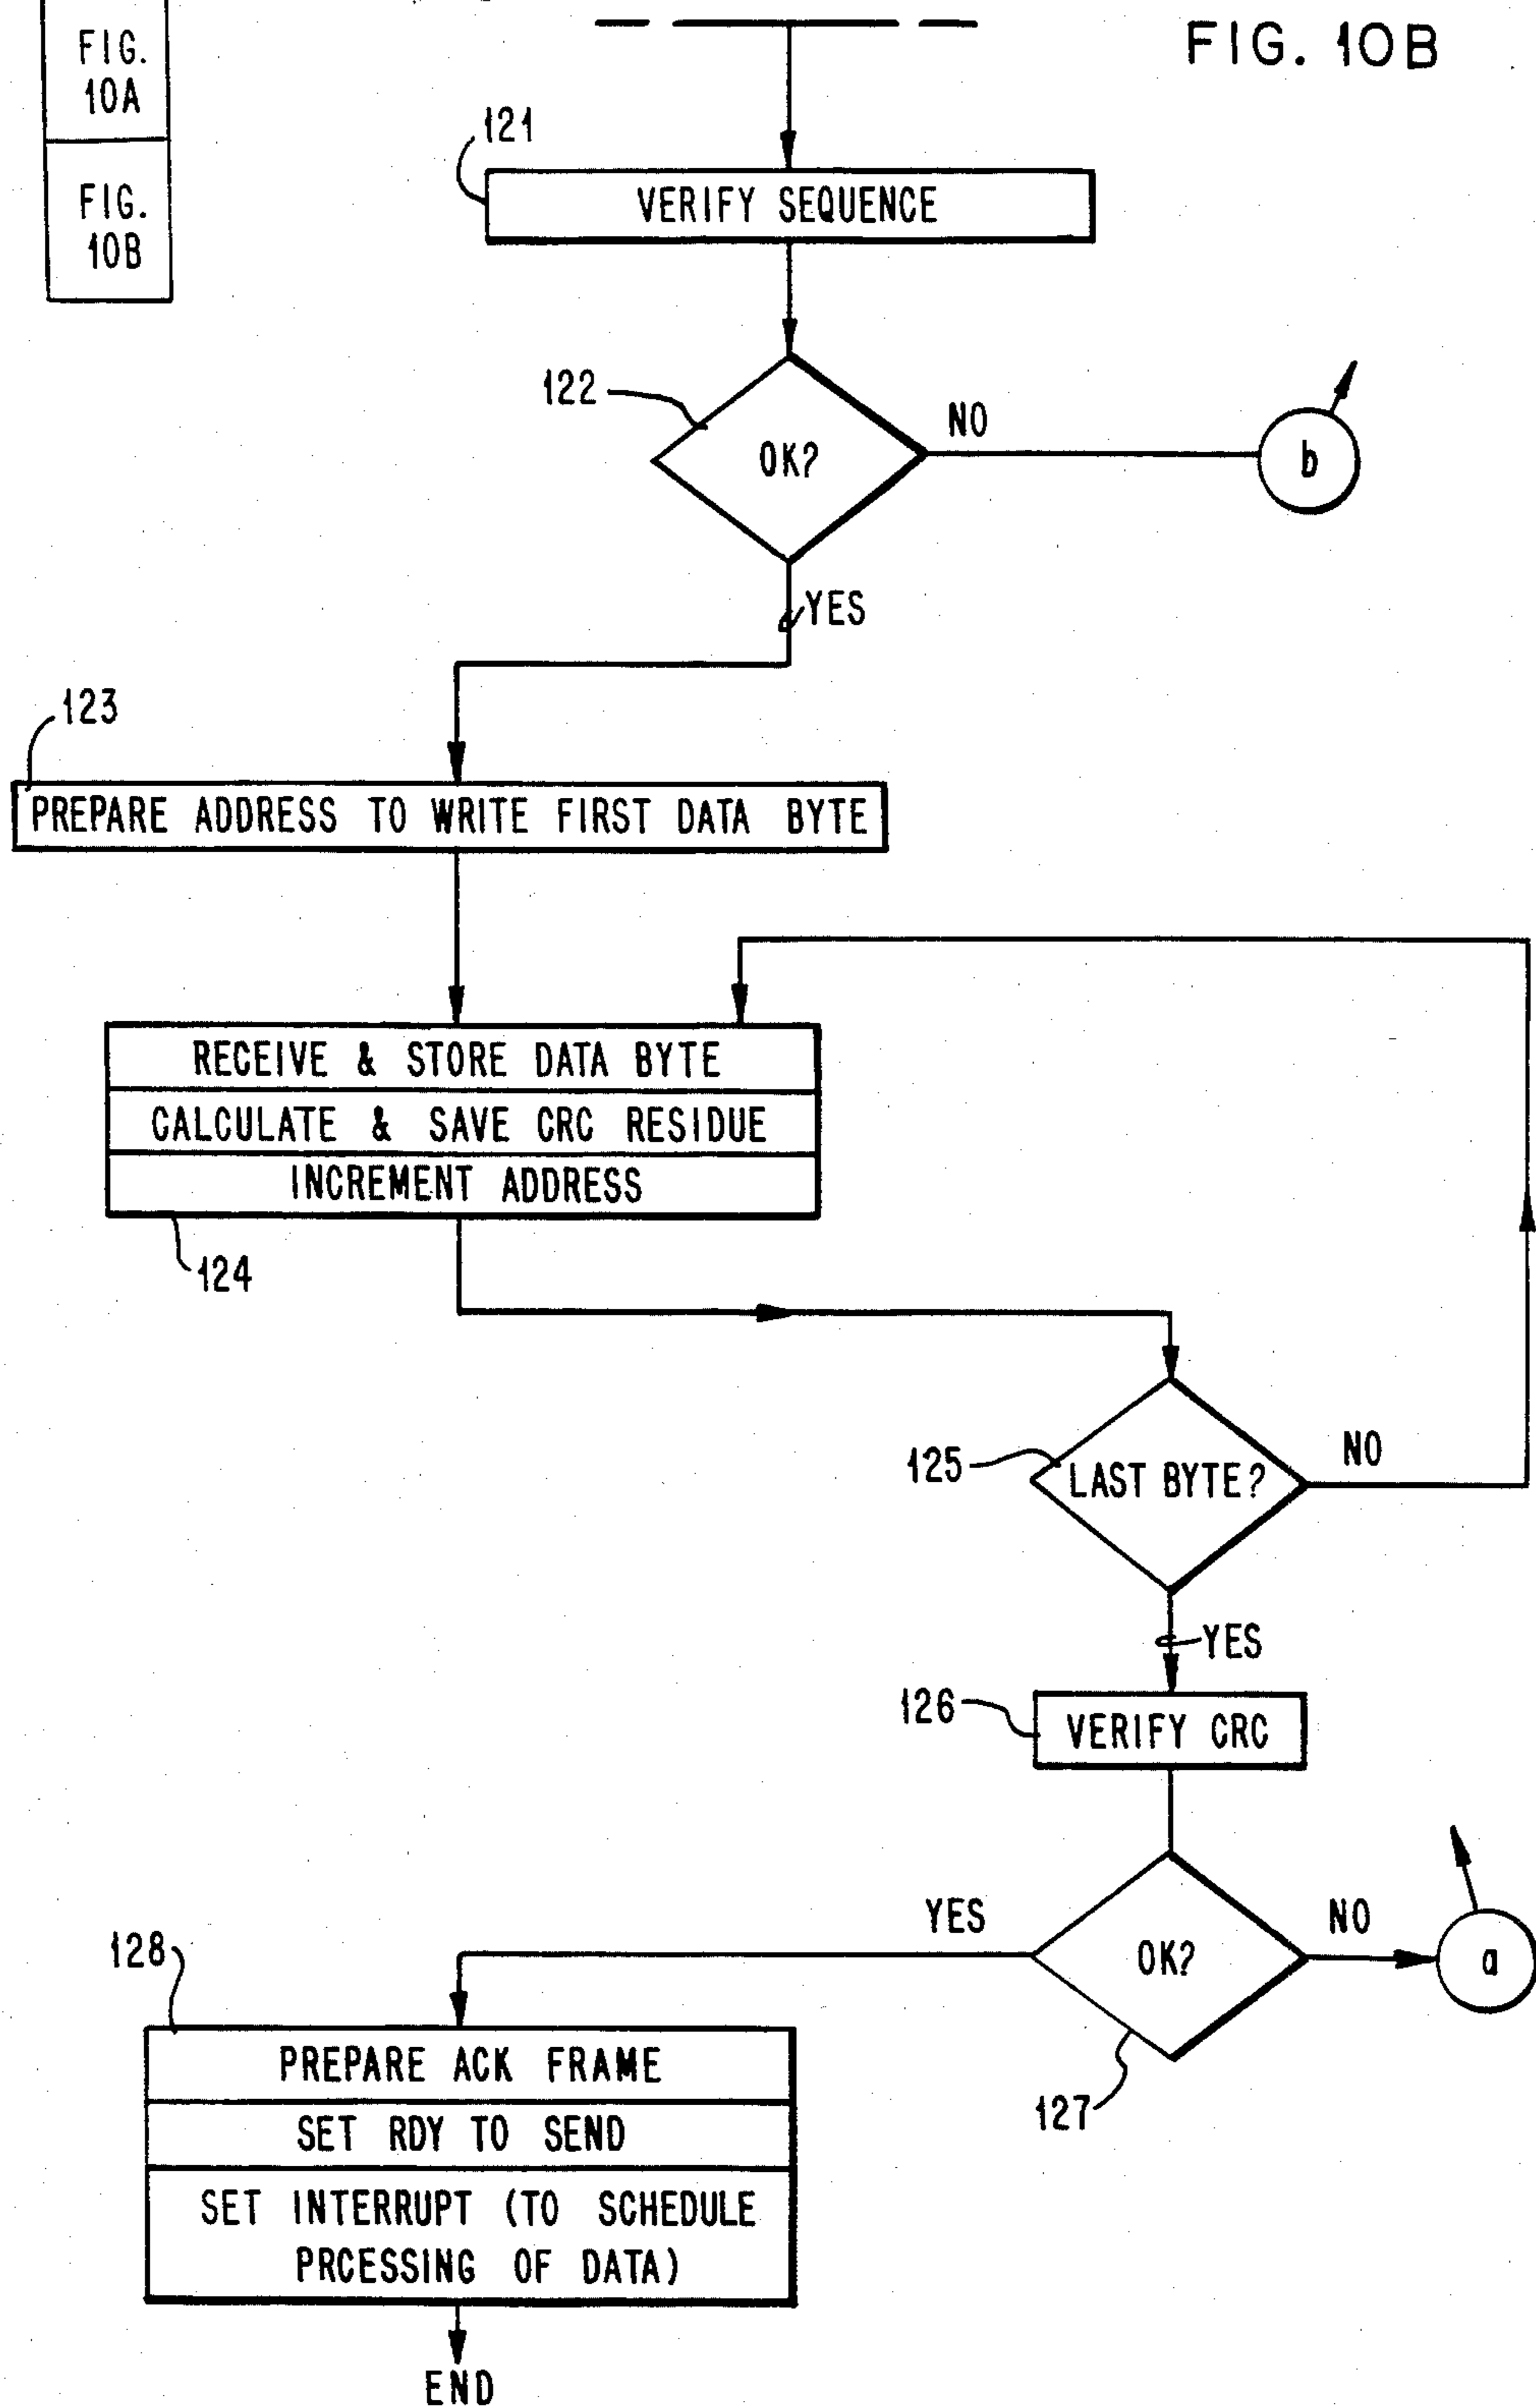 FIG.
10A
FIG.
10B
FIG. 10B
121
VERIFY SEQUENCE
122
OK?
NO
b
YES
123
PREPARE ADDRESS TO WRITE FIRST DATA BYTE
RECEIVE & STORE DATA BYTE
CALCULATE & SAVE CRC RESIDUE
INCREMENT ADDRESS
124
125
LAST BYTE?
NO
YES
126
VERIFY CRC
YES
OK?
NO
a
127
128
PREPARE ACK FRAME
SET RDY TO SEND
SET INTERRUPT (TO SCHEDULE
PRCESSING OF DATA)
END